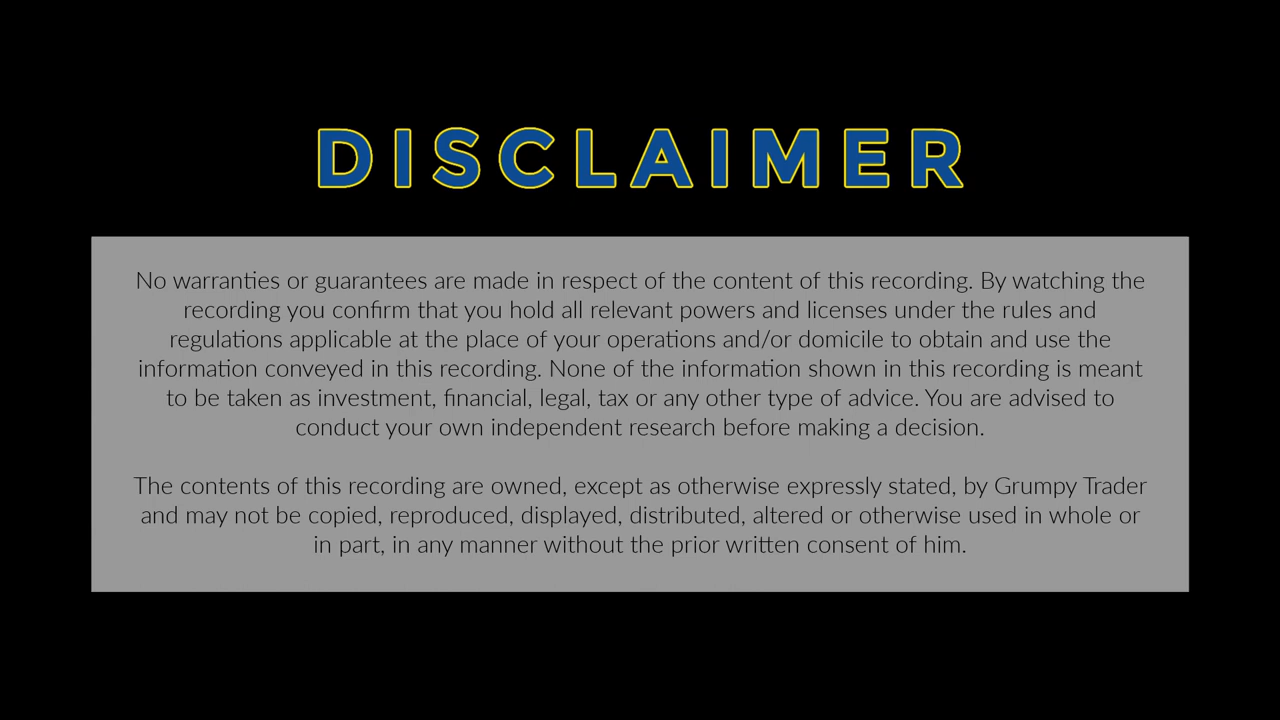 DISCLAIMER
No warranties or guarantees are made in respect of the content of this recording. By watching the
recording you confirm that you hold all relevant powers and licenses under the rules and
regulations applicable at the place of your operations and/or domicile to obtain and use the
information conveyed in this recording. None of the information shown in this recording is meant
to be taken as investment, financial, legal, tax or any other type of advice. You are advised to
conduct your own independent research before making a decision.
The contents of this recording are owned, except as otherwise expressly stated, by Grumpy Trader
and may not be copied, reproduced, displayed, distributed, altered or otherwise used in whole or
in part, in any manner without the prior written consent of him.